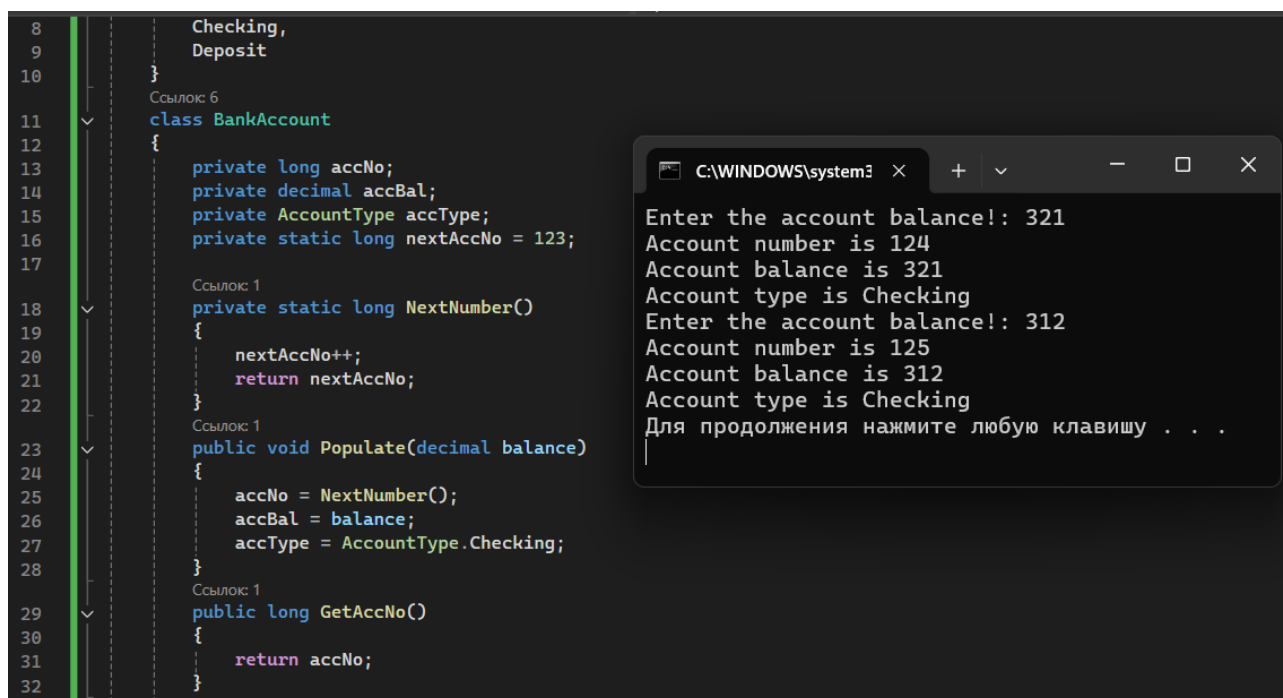 8 Checking,
9 Deposit
10 }
Ссылок: 6
11 class BankAccount
12 {
13 private long accNo;
14 private decimal accBal;
15 private AccountType accType;
16 private static long nextAccNo = 123;
17
Ссылок: 1
18 private static long NextNumber()
19 {
20 nextAccNo++;
21 return nextAccNo;
22 }
Ссылок: 1
23 public void Populate(decimal balance)
24 {
25 accNo = NextNumber();
26 accBal = balance;
27 accType = AccountType.Checking;
28 }
Ссылок: 1
29 public long GetAccNo()
30 {
31 return accNo;
32 }
C:\WINDOWS\system3
Enter the account balance!: 321
Account number is 124
Account balance is 321
Account type is Checking
Enter the account balance!: 312
Account number is 125
Account balance is 312
Account type is Checking
Для продолжения нажмите любую клавишу . . .